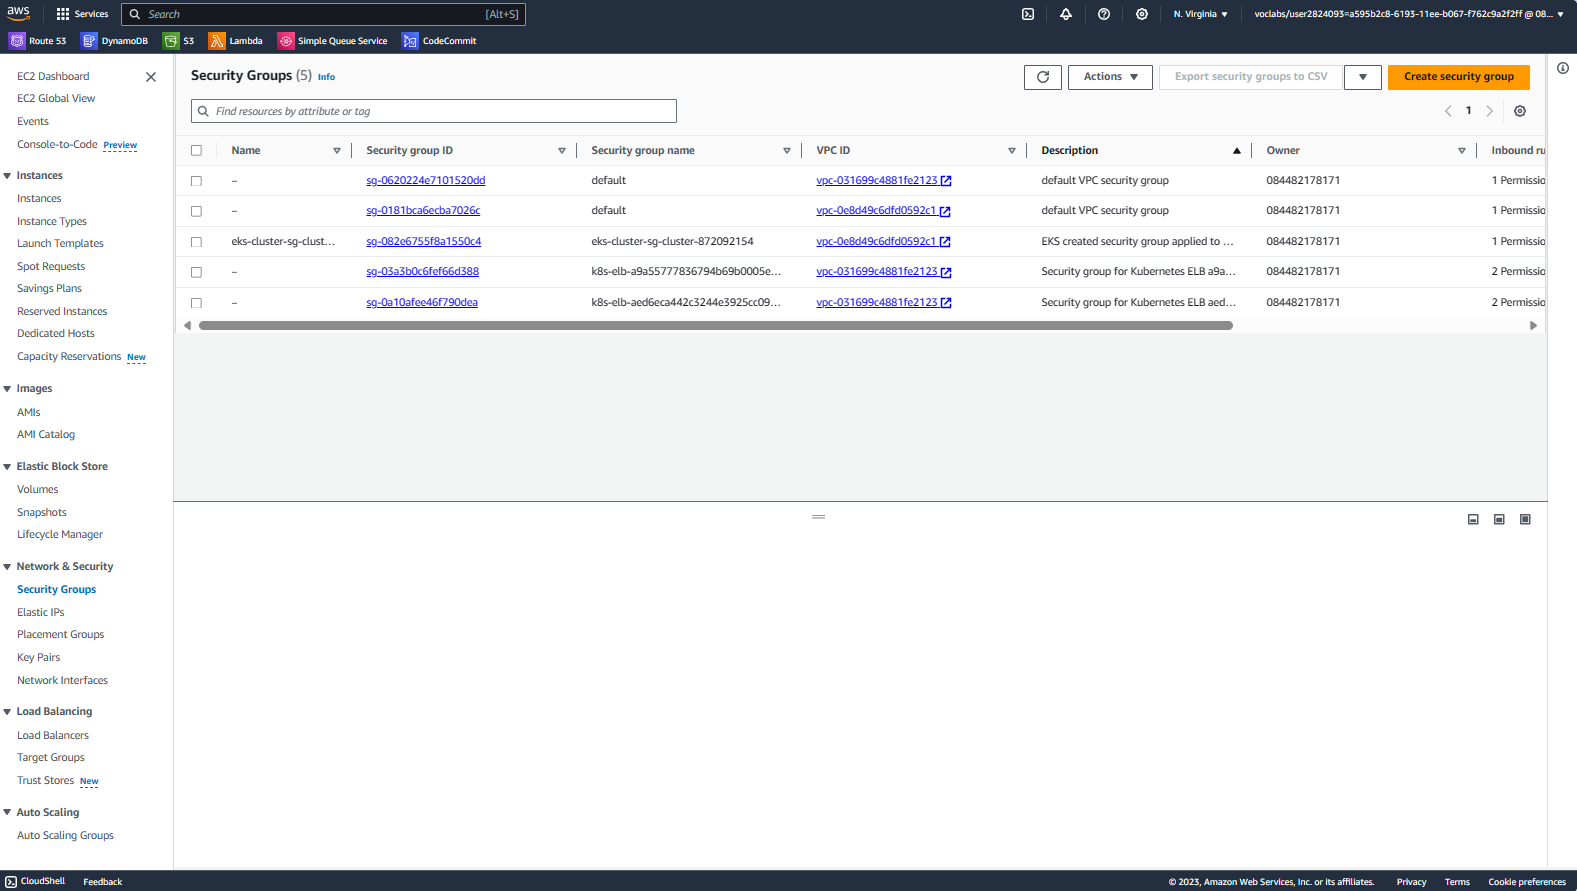 aws Services Search [Alt+S] N. Virginia voclabs/user2824093=a595b2c8-6193-11ee-b067-f762c9a2f2ff @ 08...
Route 53 DynamoDB S3 Lambda Simple Queue Service CodeCommit
EC2 Dashboard
EC2 Global View
Events
Console-to-Code Preview
Instances
Instances
Instance Types
Launch Templates
Spot Requests
Savings Plans
Reserved Instances
Dedicated Hosts
Capacity Reservations New
Images
AMIs
AMI Catalog
Elastic Block Store
Volumes
Snapshots
Lifecycle Manager
Network & Security
Security Groups
Elastic IPs
Placement Groups
Key Pairs
Network Interfaces
Load Balancing
Load Balancers
Target Groups
Trust Stores New
Auto Scaling
Auto Scaling Groups
Security Groups (5) Info Actions Export security groups to CSV Create security group
Find resources by attribute or tag 1
Name Security group ID Security group name VPC ID Description Owner Inbound ru
– sg-0620224e7101520dd default vpc-031699c4881fe2123 default VPC security group 084482178171 1 Permissio
– sg-0181bca6ecba7026c default vpc-0e8d49c6dfd0592c1 default VPC security group 084482178171 1 Permissio
eks-cluster-sg-clust... sg-082e6755f8a1550c4 eks-cluster-sg-cluster-872092154 vpc-0e8d49c6dfd0592c1 EKS created security group applied to ... 084482178171 1 Permissio
– sg-03a3b0c6fef66d388 k8s-elb-a9a55777836794b69b0005e... vpc-031699c4881fe2123 Security group for Kubernetes ELB a9a... 084482178171 2 Permissio
– sg-0a10afee46f790dea k8s-elb-aed6eca442c3244e3925cc09... vpc-031699c4881fe2123 Security group for Kubernetes ELB aed... 084482178171 2 Permissio
CloudShell Feedback © 2023, Amazon Web Services, Inc. or its affiliates. Privacy Terms Cookie preferences